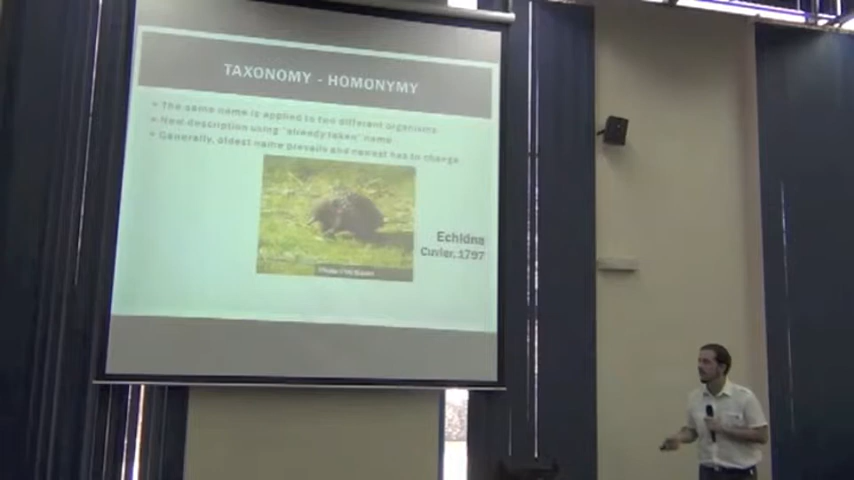 TAXONOMY - HOMONYMY
The same name is applied to two different organisms
New description using "already taken" name
Generally, oldest name prevails and newest has to change
Echidna
Cuvier, 1797